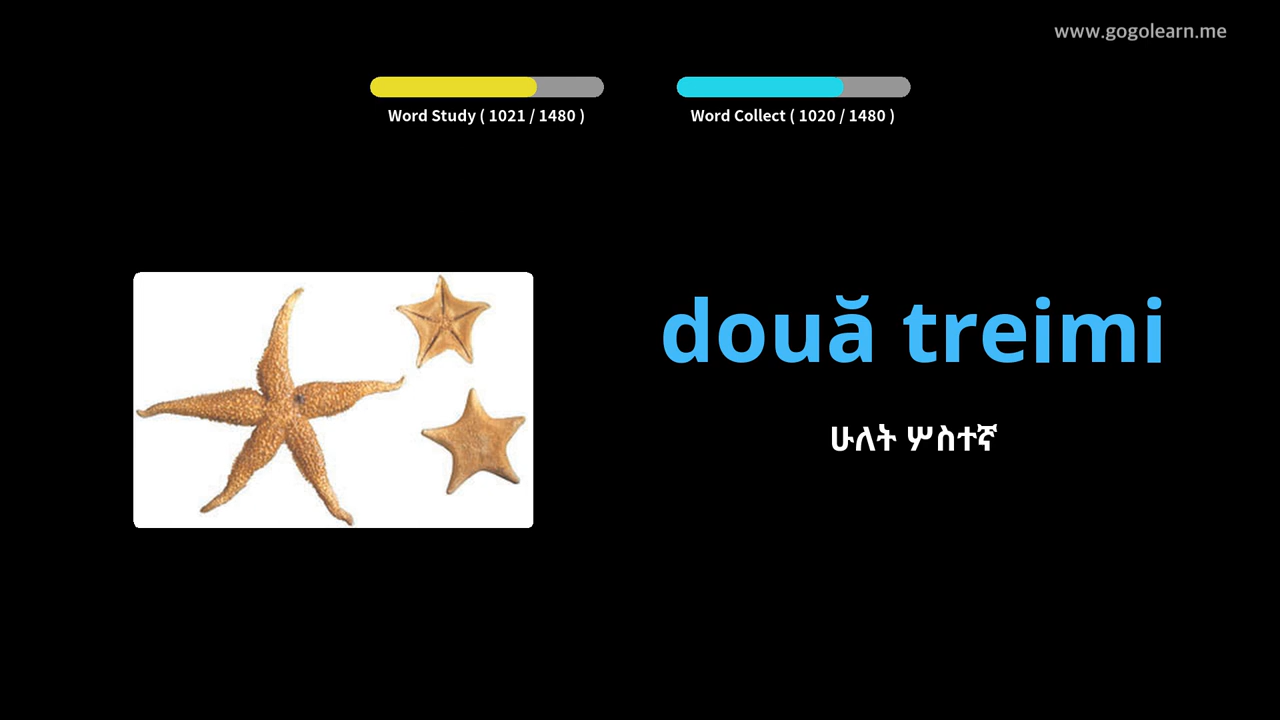 www.gogolearn.me
Word Study ( 1021 / 1480 )
Word Collect ( 1020 / 1480 )
două treimi
ሁለት ሦስተኛ